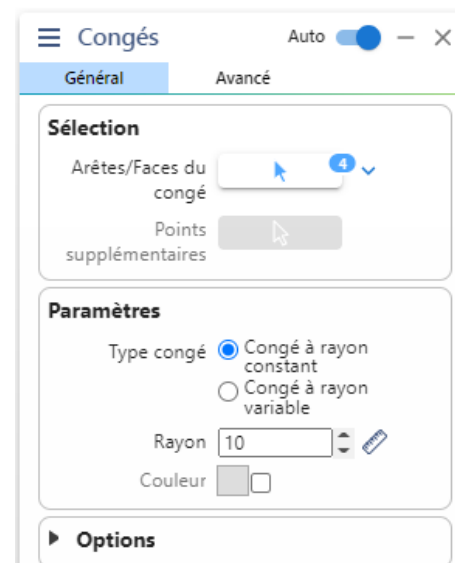 Congés Auto
Général Avancé
Sélection
Arêtes/Faces du
congé
4
Points
supplémentaires
Paramètres
Type congé Congé à rayon
constant
Congé à rayon
variable
Rayon 10
Couleur
Options